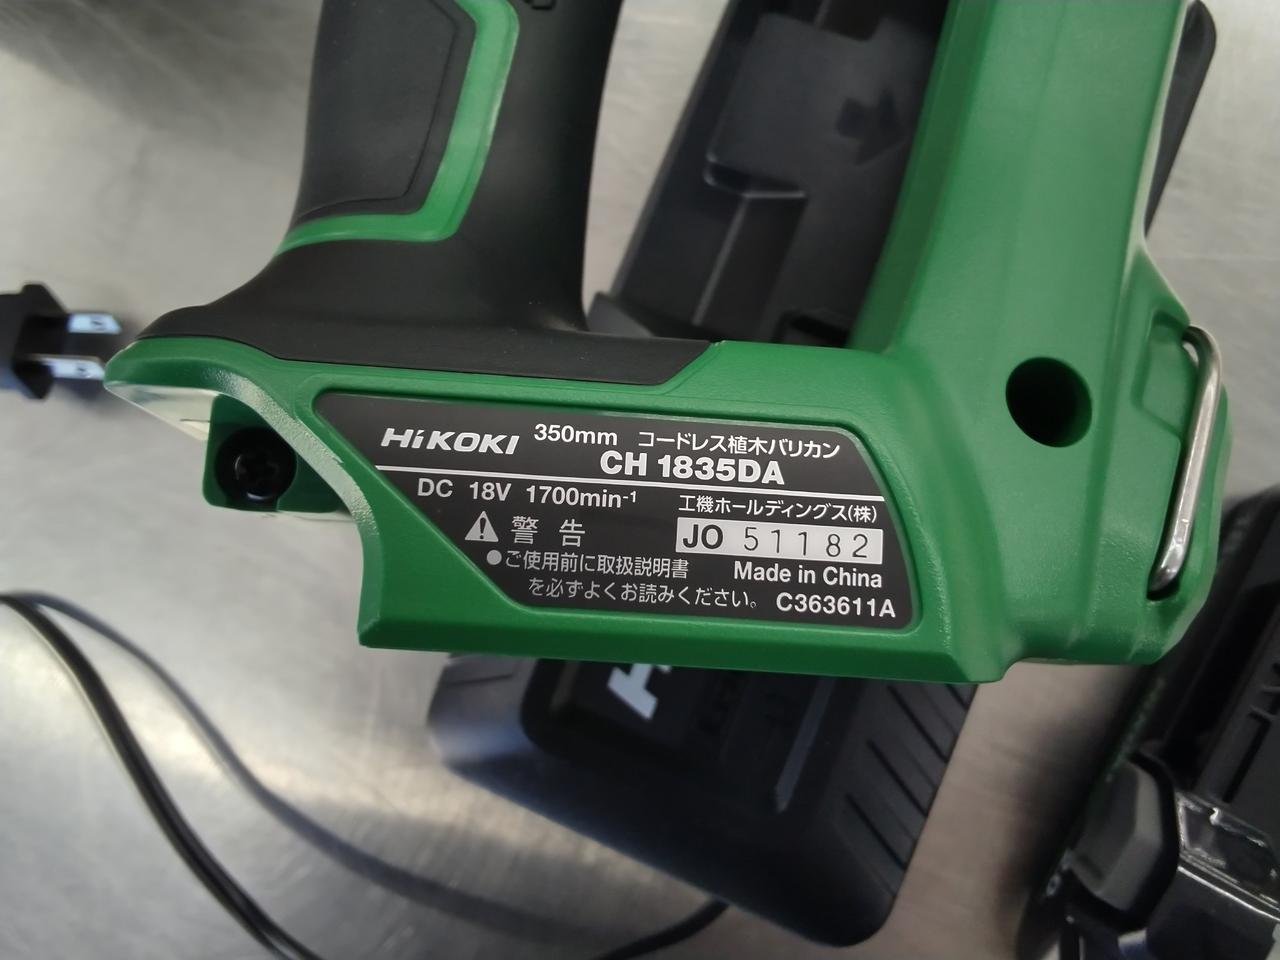 HiKOKI 350mm コードレス植木バリカン
CH 1835DA
DC 18V 1700min⁻¹ 工機ホールディングス(株)
⚠ 警告 JO 51182
●ご使用前に取扱説明書 Made in China
を必ずよくお読みください。 C363611A